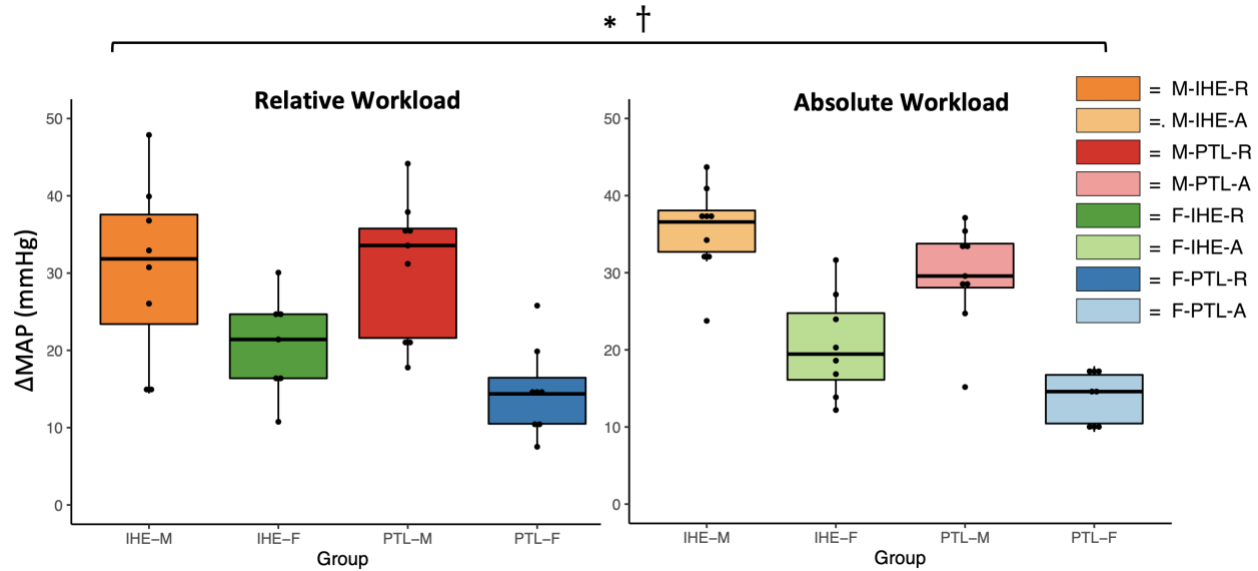 * †
Relative Workload
ΔMAP (mmHg)
50
40
30
20
10
0
IHE–M IHE–F PTL–M PTL–F
Group
Absolute Workload
50
40
30
20
10
0
IHE–M IHE–F PTL–M PTL–F
Group
= M-IHE-R
=. M-IHE-A
= M-PTL-R
= M-PTL-A
= F-IHE-R
= F-IHE-A
= F-PTL-R
= F-PTL-A